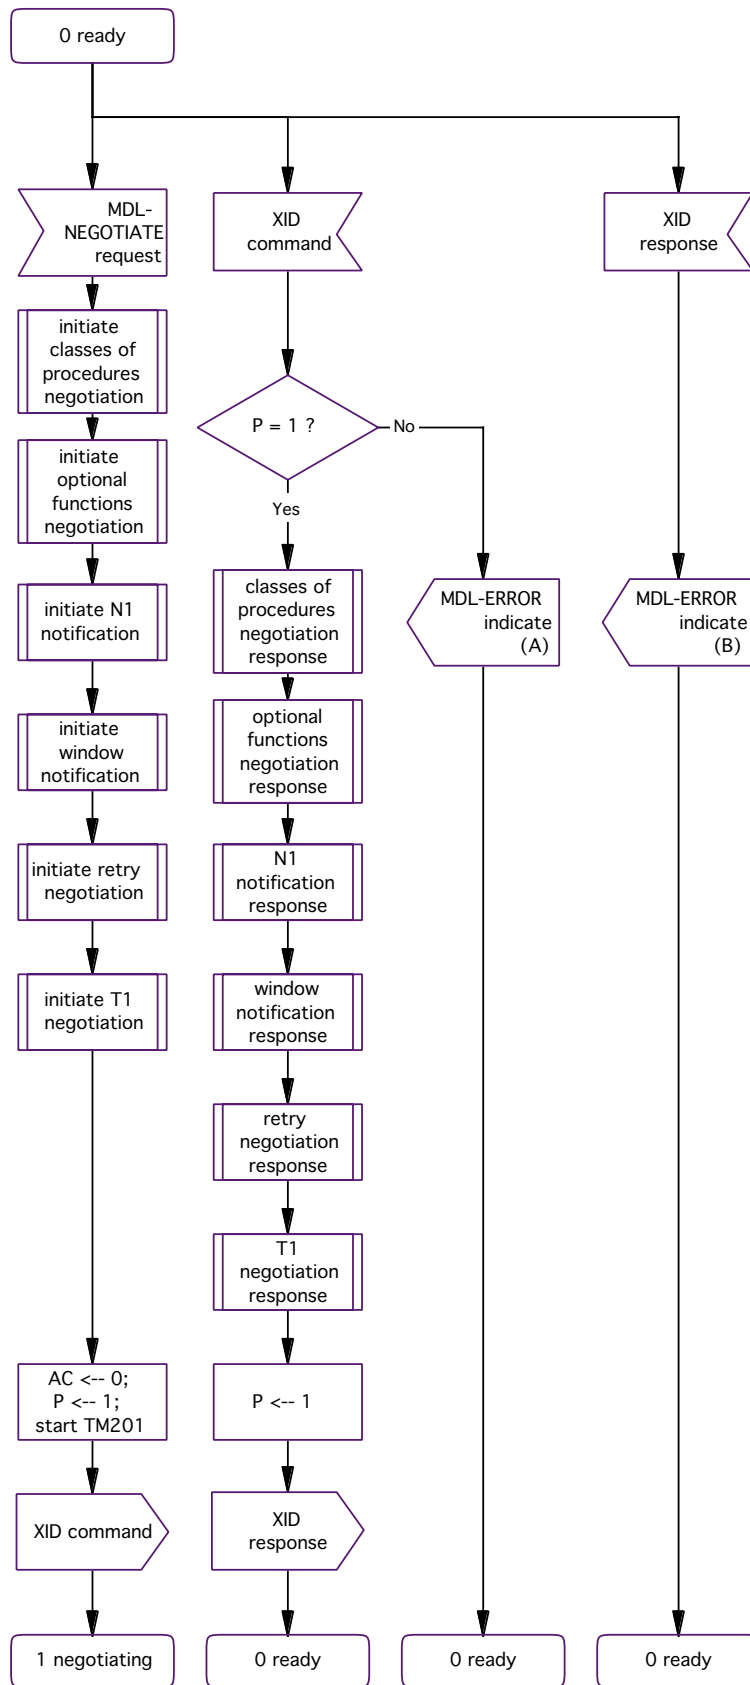 0 ready
MDL-
NEGOTIATE
request
initiate
classes of
procedures
negotiation
initiate
optional
functions
negotiation
initiate N1
notification
initiate
window
notification
initiate retry
negotiation
initiate T1
negotiation
AC <-- 0;
P <-- 1;
start TM201
XID command
1 negotiating
XID
command
P = 1 ?
No
Yes
classes of
procedures
negotiation
response
optional
functions
negotiation
response
N1
notification
response
window
notification
response
retry
negotiation
response
T1
negotiation
response
P <-- 1
XID
response
0 ready
MDL-ERROR
indicate
(A)
0 ready
XID
response
MDL-ERROR
indicate
(B)
0 ready